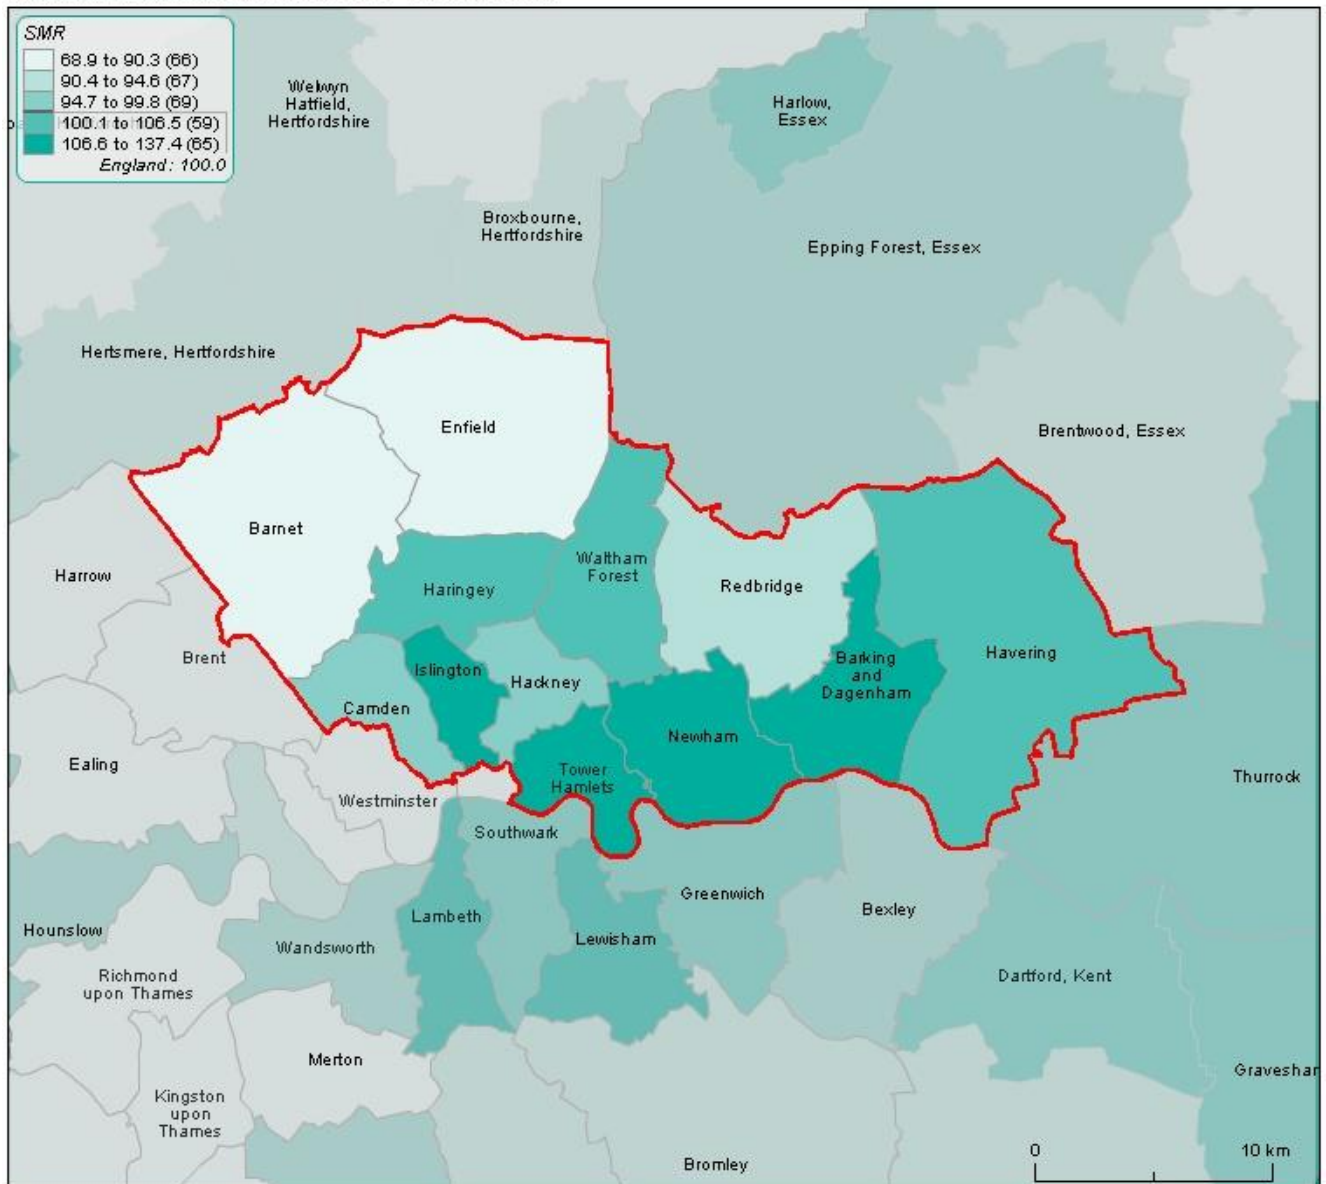 SMR
68.9 to 90.3 (66)
90.4 to 94.6 (67)
94.7 to 99.8 (69)
100.1 to 106.5 (59)
106.6 to 137.4 (65)
England: 100.0
Welwyn
Hatfield,
Hertfordshire
Harlow,
Essex
Broxbourne,
Hertfordshire
Epping Forest, Essex
Hertsmere, Hertfordshire
Enfield
Brentwood, Essex
Barnet
Harrow
Haringey
Waltham
Forest
Redbridge
Brent
Islington
Hackney
Barking
and
Dagenham
Havering
Camden
Newham
Ealing
Tower
Hamlets
Thurrock
Westminster
Southwark
Greenwich
Bexley
Lambeth
Hounslow
Wandsworth
Lewisham
Richmond
upon Thames
Dartford, Kent
Merton
Kingston
upon
Thames
Gravesham
Bromley
0
10 km